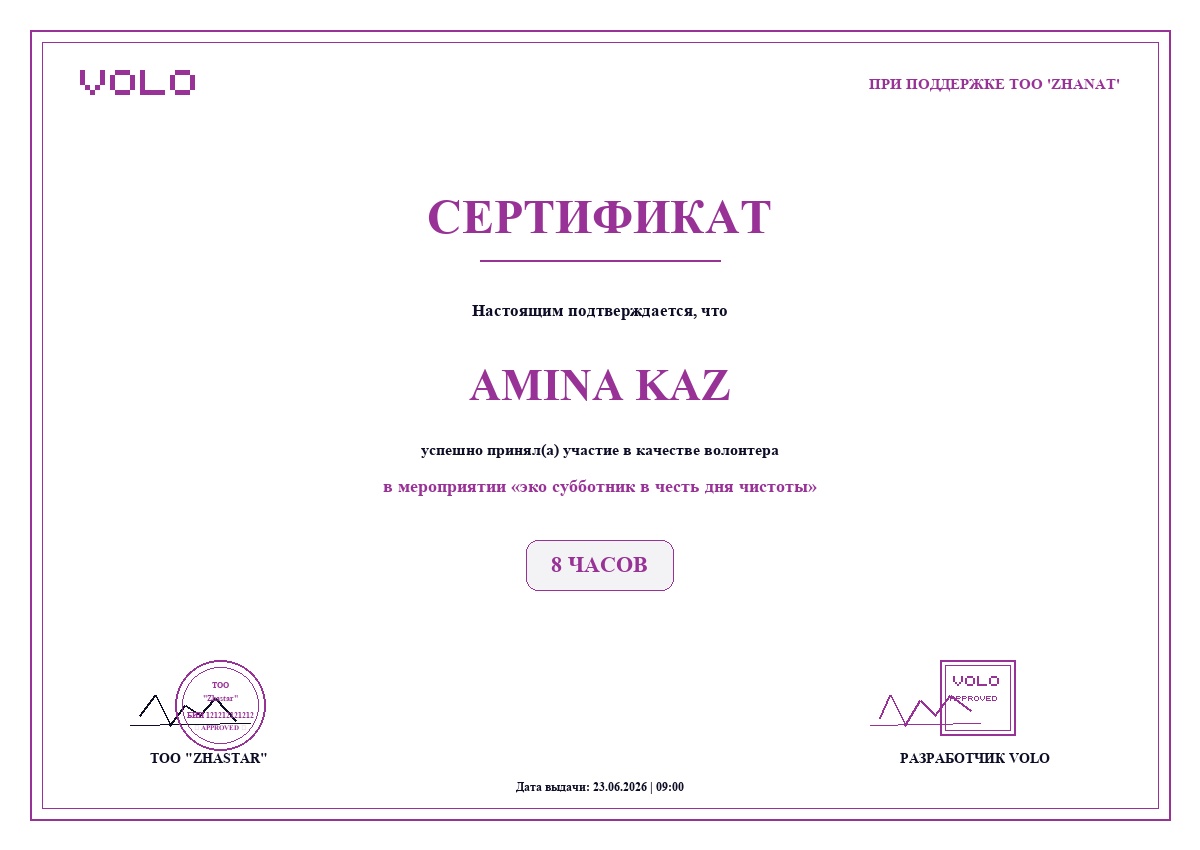 VOLO
ПРИ ПОДДЕРЖКЕ ТОО 'ZHANAT'
СЕРТИФИКАТ
Настоящим подтверждается, что
AMINA KAZ
успешно принял(а) участие в качестве волонтера
в мероприятии «эко субботник в честь дня чистоты»
8 ЧАСОВ
ТОО
"Zhastar"
БИН 121212121212
APPROVED
ТОО "ZHASTAR"
VOLO
APPROVED
РАЗРАБОТЧИК VOLO
Дата выдачи: 23.06.2026 | 09:00